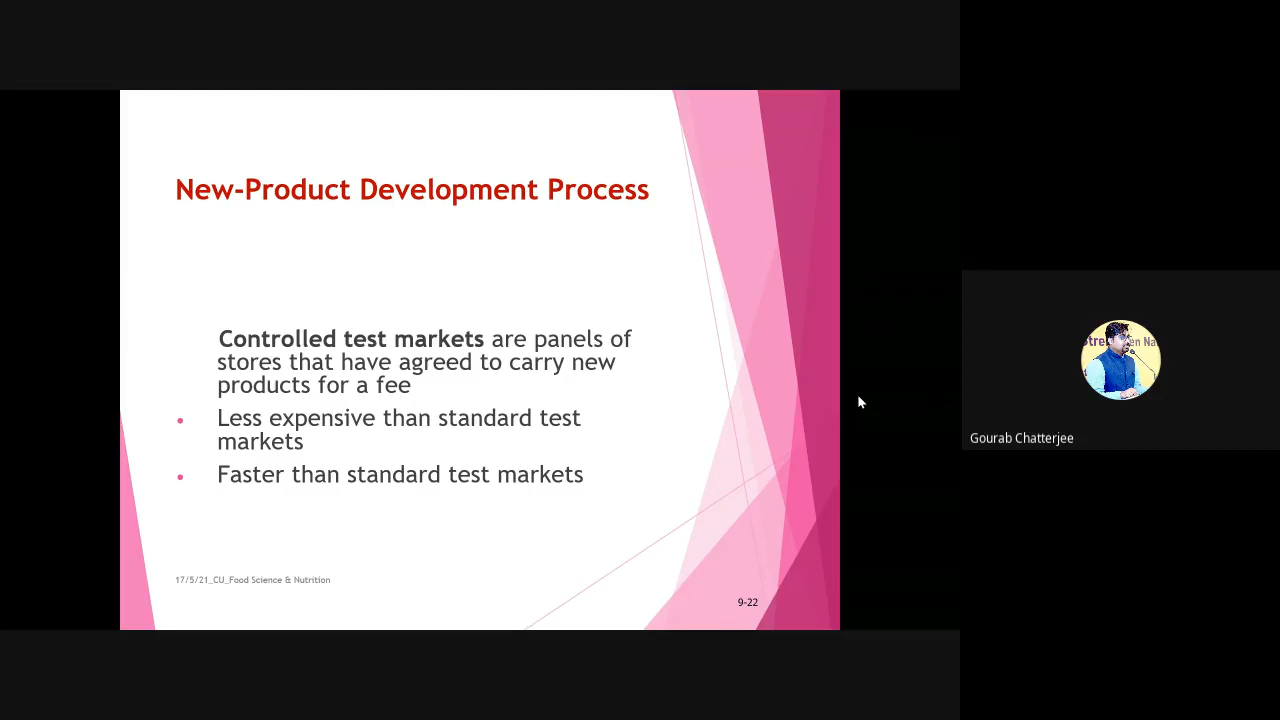 New-Product Development Process
Controlled test markets are panels of
stores that have agreed to carry new
products for a fee
• Less expensive than standard test
markets
• Faster than standard test markets
17/5/21_CU_Food Science & Nutrition
9-22
Gourab Chatterjee